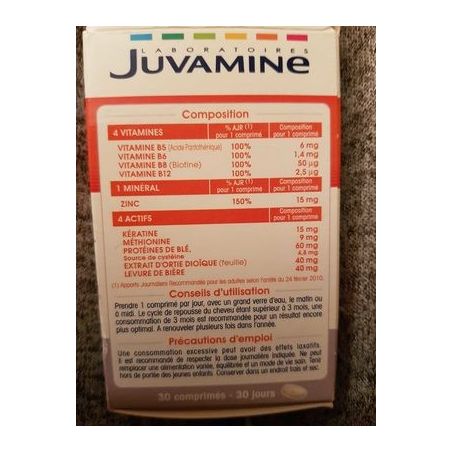 LABORATOIRES
JUVAMINE
Composition
4 VITAMINES % AJR (1) pour 1 comprimé Composition pour 1 comprimé
VITAMINE B5 (Acide Pantothénique) 100% 6 mg
VITAMINE B6 100% 1,4 mg
VITAMINE B8 (Biotine) 100% 50 µg
VITAMINE B12 100% 2,5 µg
1 MINÉRAL % AJR (1) pour 1 comprimé Composition pour 1 comprimé
ZINC 150% 15 mg
4 ACTIFS Composition pour 1 comprimé
KÉRATINE 15 mg
MÉTHIONINE 9 mg
PROTÉINES DE BLÉ, 60 mg
Source de cystéine 4,8 mg
EXTRAIT D'ORTIE DIOÏQUE (feuille) 40 mg
LEVURE DE BIÈRE 40 mg
(1) Apports Journaliers Recommandés pour les adultes selon l'arrêté du 24 février 2010.
Conseils d'utilisation
Prendre 1 comprimé par jour, avec un grand verre d'eau, le matin ou
à midi. Le cycle de repousse du cheveu étant supérieur à 3 mois, une
consommation de 3 mois est recommandée pour un résultat encore
plus optimal. A renouveler plusieurs fois dans l'année.
Précautions d'emploi
Une consommation excessive peut avoir des effets laxatifs.
Il est recommandé de respecter la dose journalière indiquée. Ne peut
remplacer une alimentation variée, équilibrée et un mode de vie sain. Tenir
hors de portée des jeunes enfants. Conserver dans un endroit frais et sec.
30 comprimés - 30 jours